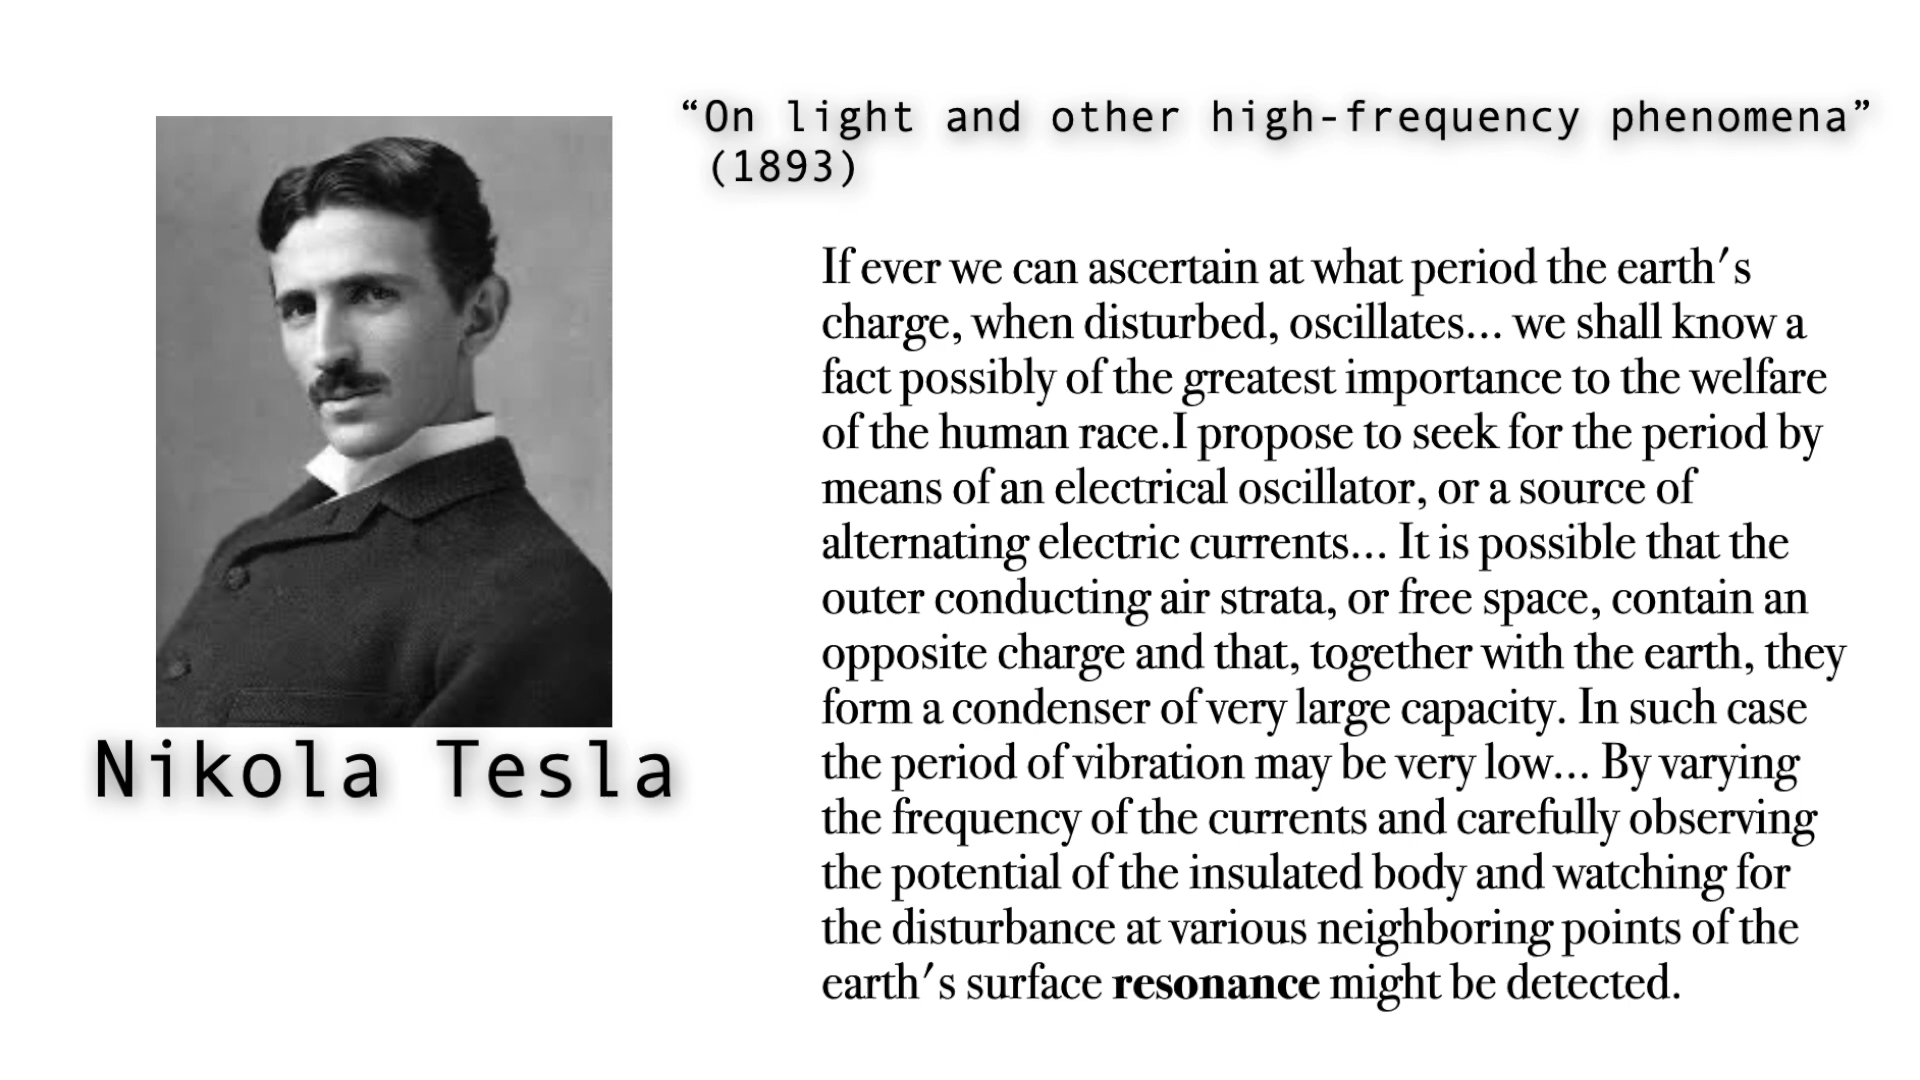 “On light and other high-frequency phenomena”
(1893)
If ever we can ascertain at what period the earth's
charge, when disturbed, oscillates... we shall know a
fact possibly of the greatest importance to the welfare
of the human race.I propose to seek for the period by
means of an electrical oscillator, or a source of
alternating electric currents... It is possible that the
outer conducting air strata, or free space, contain an
opposite charge and that, together with the earth, they
form a condenser of very large capacity. In such case
the period of vibration may be very low... By varying
the frequency of the currents and carefully observing
the potential of the insulated body and watching for
the disturbance at various neighboring points of the
earth's surface resonance might be detected.
Nikola Tesla